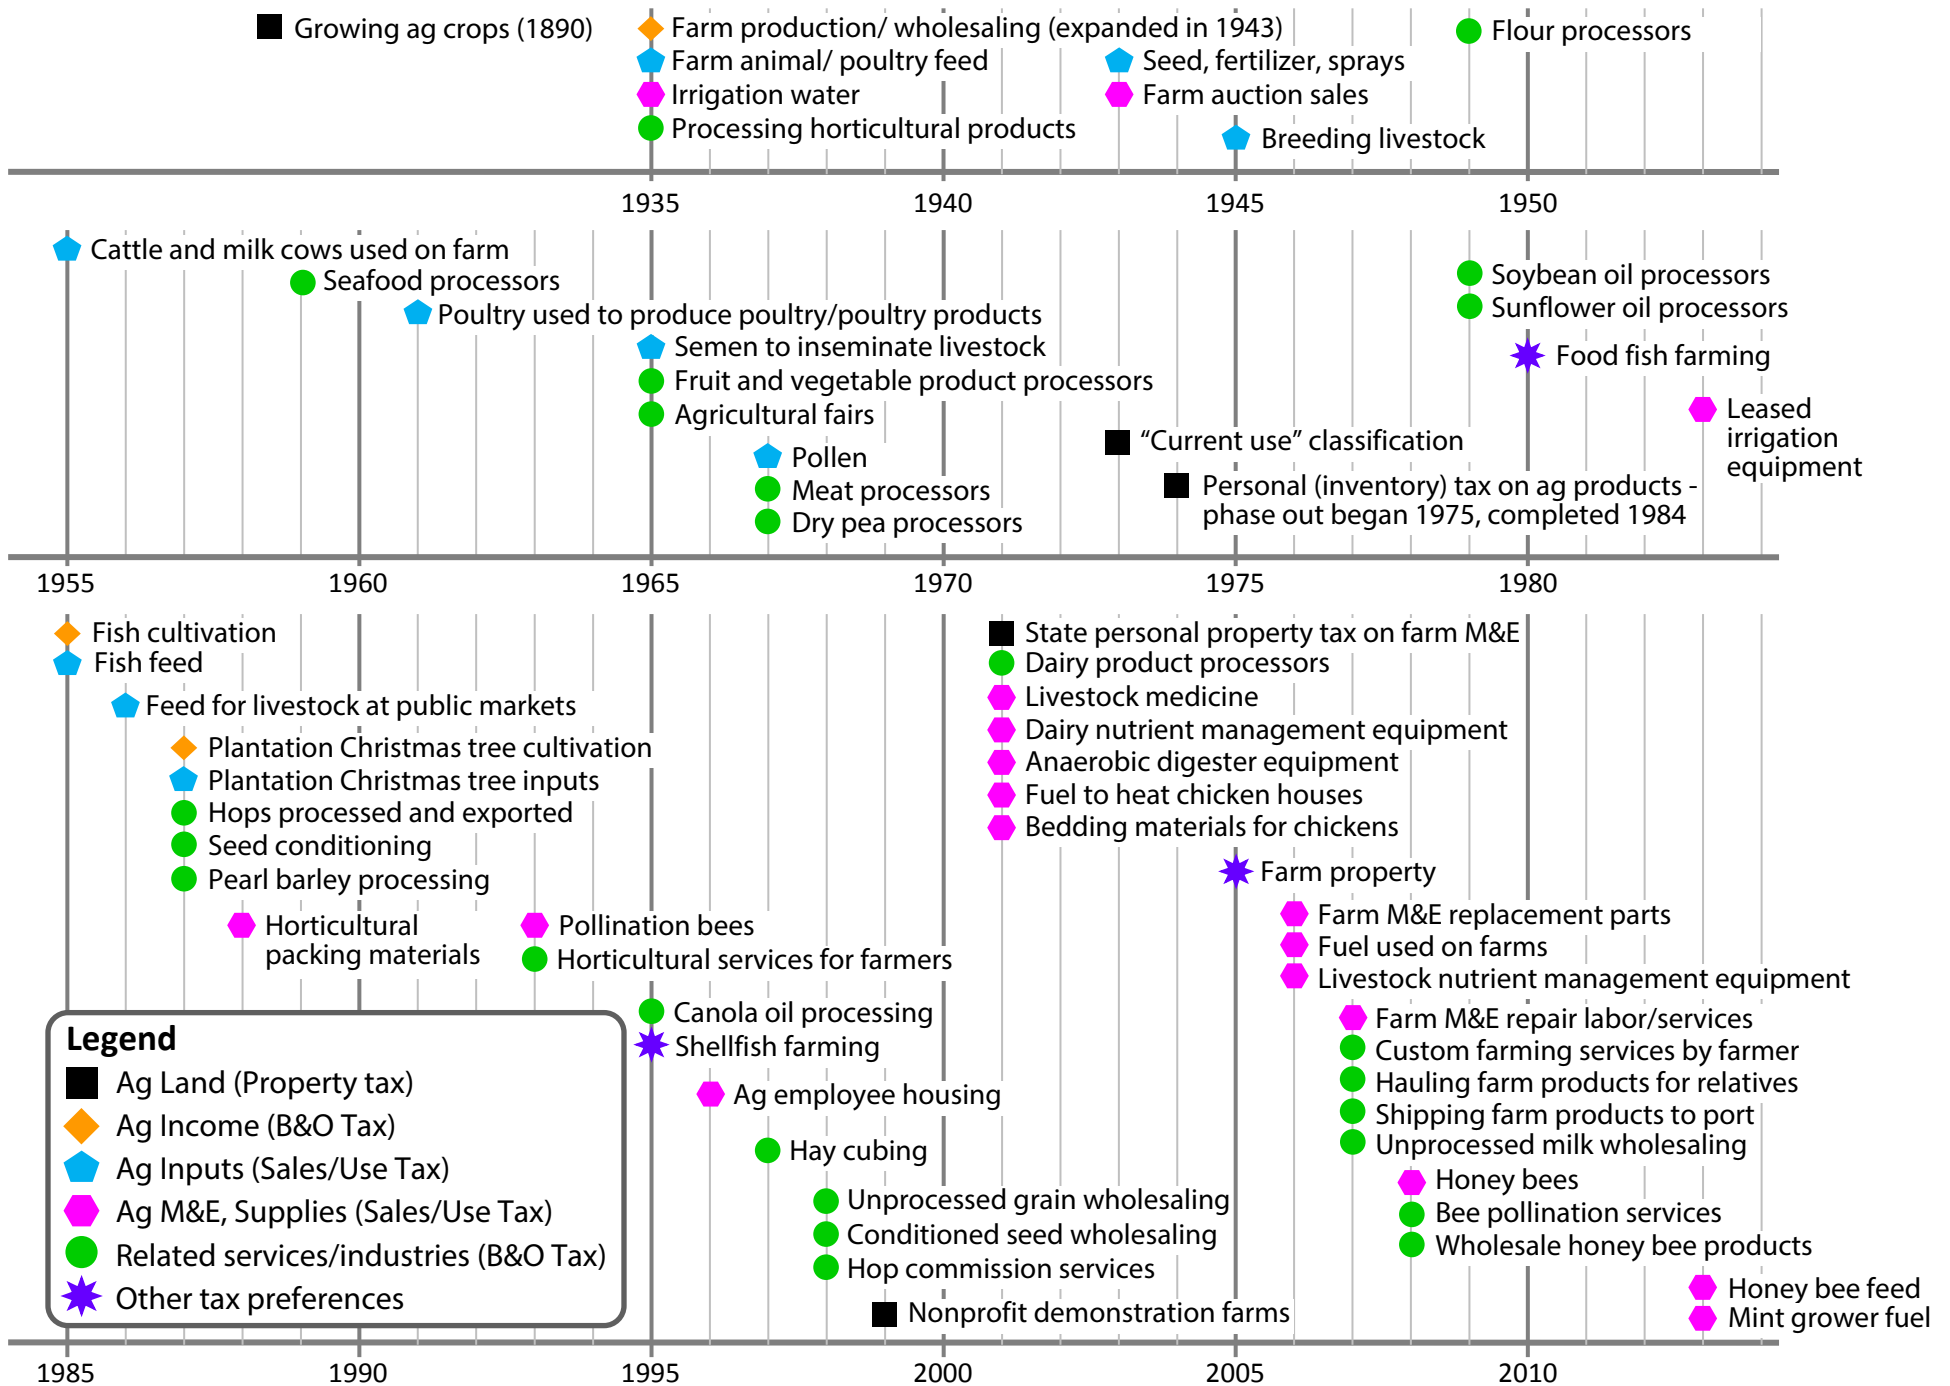 Growing ag crops (1890)
Farm production/ wholesaling (expanded in 1943)
Farm animal/ poultry feed
Irrigation water
Processing horticultural products
Seed, fertilizer, sprays
Farm auction sales
Breeding livestock
Flour processors
1935
1940
1945
1950
Cattle and milk cows used on farm
Seafood processors
Poultry used to produce poultry/poultry products
Semen to inseminate livestock
Fruit and vegetable product processors
Agricultural fairs
Pollen
Meat processors
Dry pea processors
"Current use" classification
Personal (inventory) tax on ag products -
phase out began 1975, completed 1984
Soybean oil processors
Sunflower oil processors
Food fish farming
Leased
irrigation
equipment
1955
1960
1965
1970
1975
1980
Fish cultivation
Fish feed
Feed for livestock at public markets
Plantation Christmas tree cultivation
Plantation Christmas tree inputs
Hops processed and exported
Seed conditioning
Pearl barley processing
Horticultural
packing materials
Pollination bees
Horticultural services for farmers
Canola oil processing
Shellfish farming
Ag employee housing
Hay cubing
Unprocessed grain wholesaling
Conditioned seed wholesaling
Hop commission services
Nonprofit demonstration farms
State personal property tax on farm M&E
Dairy product processors
Livestock medicine
Dairy nutrient management equipment
Anaerobic digester equipment
Fuel to heat chicken houses
Bedding materials for chickens
Farm property
Farm M&E replacement parts
Fuel used on farms
Livestock nutrient management equipment
Farm M&E repair labor/services
Custom farming services by farmer
Hauling farm products for relatives
Shipping farm products to port
Unprocessed milk wholesaling
Honey bees
Bee pollination services
Wholesale honey bee products
Honey bee feed
Mint grower fuel
Legend
Ag Land (Property tax)
Ag Income (B&O Tax)
Ag Inputs (Sales/Use Tax)
Ag M&E, Supplies (Sales/Use Tax)
Related services/industries (B&O Tax)
Other tax preferences
1985
1990
1995
2000
2005
2010